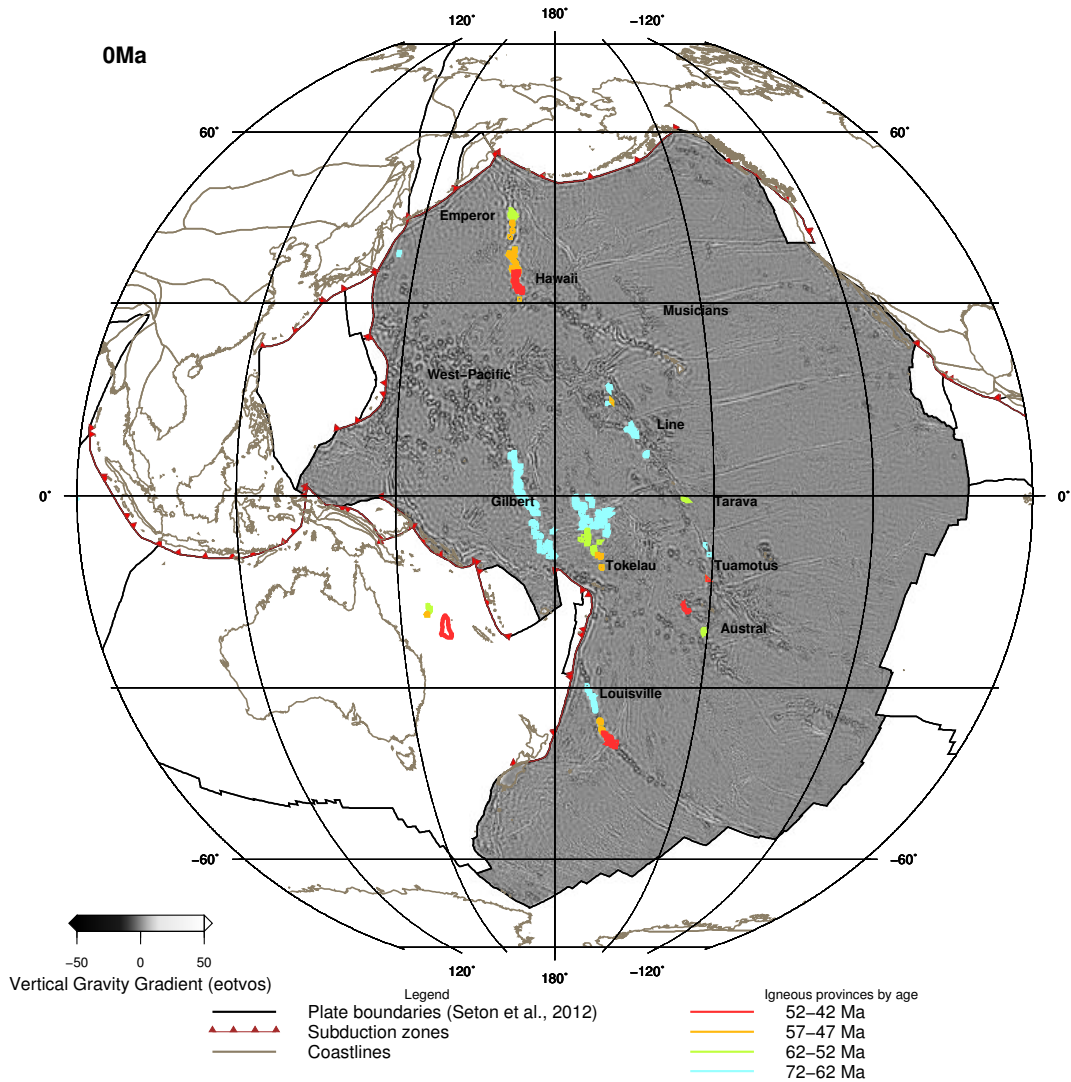 120° 180° −120°
0Ma
60° 60°
Emperor
Hawaii
Musicians
West−Pacific
Line
0° Gilbert Tarava 0°
Tokelau Tuamotus
Austral
Louisville
−60° −60°
−50 0 50
Vertical Gravity Gradient (eotvos)
120° 180° −120°
Legend
Plate boundaries (Seton et al., 2012)
Subduction zones
Coastlines
Igneous provinces by age
52−42 Ma
57−47 Ma
62−52 Ma
72−62 Ma